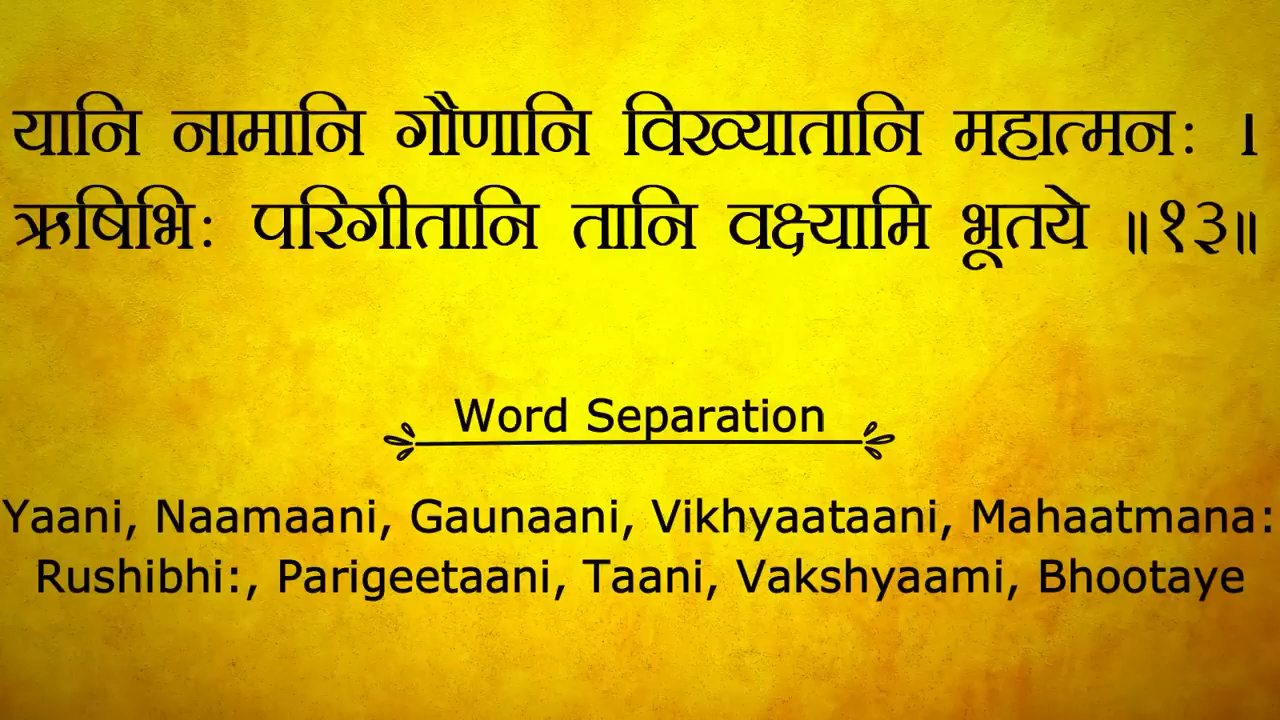 यानि नामानि गौणानि विख्यातानि महात्मनः ।
ऋषिभिः परिगीतानि तानि वक्ष्यामि भूतये ॥१३॥
Word Separation
Yaani, Naamaani, Gaunaani, Vikhyaataani, Mahaatmana:
Rushibhi:, Parigeetaani, Taani, Vakshyaami, Bhootaye